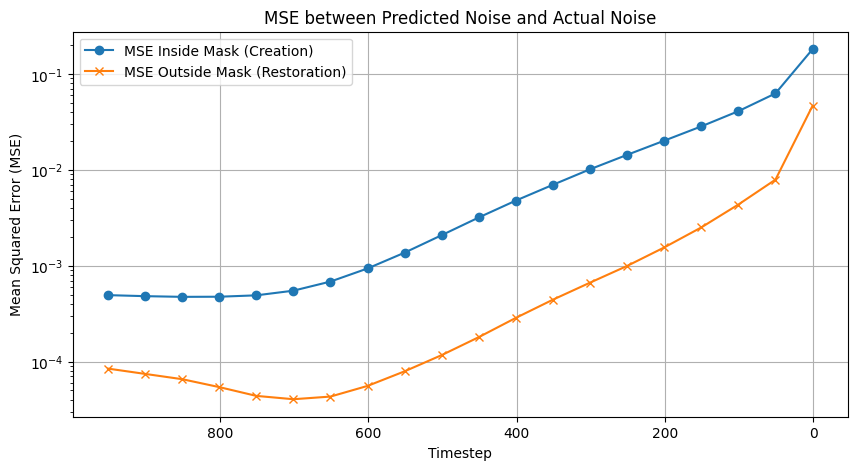 MSE between Predicted Noise and Actual Noise
MSE Inside Mask (Creation)
MSE Outside Mask (Restoration)
Mean Squared Error (MSE)
10⁻¹
10⁻²
10⁻³
10⁻⁴
800 600 400 200 0
Timestep